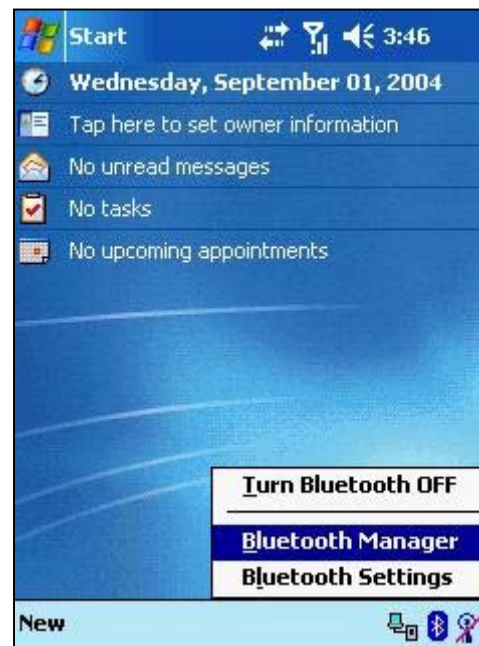 Start 3:46
Wednesday, September 01, 2004
Tap here to set owner information
No unread messages
No tasks
No upcoming appointments
Turn Bluetooth OFF
Bluetooth Manager
Bluetooth Settings
New